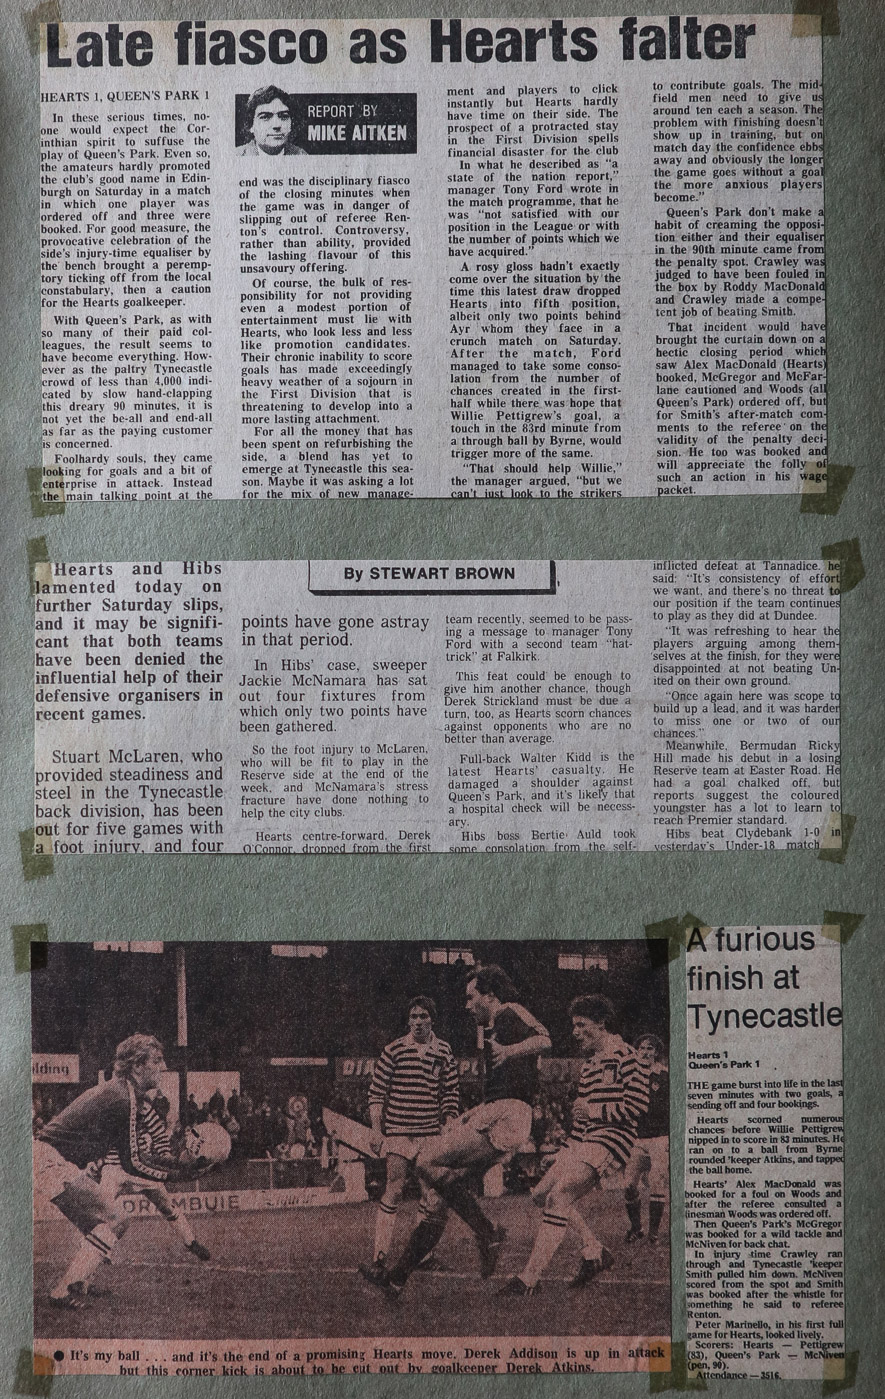 Late fiasco as Hearts falter
HEARTS 1, QUEEN'S PARK 1
In these serious times, no-
one would expect the Cor-
inthian spirit to suffuse the
play of Queen's Park. Even so,
the amateurs hardly promoted
the club's good name in Edin-
burgh on Saturday in a match
in which one player was
ordered off and three were
booked. For good measure, the
provocative celebration of the
side's injury-time equaliser by
the bench brought a peremp-
tory ticking off from the local
constabulary, then a caution
for the Hearts goalkeeper.
With Queen's Park, as with
so many of their paid col-
leagues, the result seems to
have become everything. How-
ever as the paltry Tynecastle
crowd of less than 4,000 indi-
cated by slow hand-clapping
this dreary 90 minutes, it is
not yet the be-all and end-all
as far as the paying customer
is concerned.
Foolhardy souls, they came
looking for goals and a bit of
enterprise in attack. Instead
the main talking point at the
REPORT BY
MIKE AITKEN
end was the disciplinary fiasco
of the closing minutes when
the game was in danger of
slipping out of referee Ren-
ton's control. Controversy,
rather than ability, provided
the lashing flavour of this
unsavoury offering.
Of course, the bulk of res-
ponsibility for not providing
even a modest portion of
entertainment must lie with
Hearts, who look less and less
like promotion candidates.
Their chronic inability to score
goals has made exceedingly
heavy weather of a sojourn in
the First Division that is
threatening to develop into a
more lasting attachment.
For all the money that has
been spent on refurbishing the
side, a blend has yet to
emerge at Tynecastle this sea-
son. Maybe it was asking a lot
for the mix of new manage-
ment and players to click
instantly but Hearts hardly
have time on their side. The
prospect of a protracted stay
in the First Division spells
financial disaster for the club
In what he described as "a
state of the nation report,"
manager Tony Ford wrote in
the match programme, that he
was "not satisfied with our
position in the League or with
the number of points which we
have acquired."
A rosy gloss hadn't exactly
come over the situation by the
time this latest draw dropped
Hearts into fifth position,
albeit only two points behind
Ayr whom they face in a
crunch match on Saturday.
After the match, Ford
managed to take some conso-
lation from the number of
chances created in the first-
half while there was hope that
Willie Pettigrew's goal, a
touch in the 83rd minute from
a through ball by Byrne, would
trigger more of the same.
"That should help Willie,"
the manager argued, "but we
can't just look to the strikers
to contribute goals. The mid-
field men need to give us
around ten each a season. The
problem with finishing doesn't
show up in training, but on
match day the confidence ebbs
away and obviously the longer
the game goes without a goal
the more anxious players
become."
Queen's Park don't make a
habit of creaming the opposi-
tion either and their equaliser
in the 90th minute came from
the penalty spot. Crawley was
judged to have been fouled in
the box by Roddy MacDonald
and Crawley made a compe-
tent job of beating Smith.
That incident would have
brought the curtain down on a
hectic closing period which
saw Alex MacDonald (Hearts)
booked, McGregor and McFar-
lane cautioned and Woods (all
Queen's Park) ordered off, but
for Smith's after-match com-
ments to the referee on the
validity of the penalty deci-
sion. He too was booked and
will appreciate the folly of
such an action in his wage
packet.
Hearts and Hibs
lamented today on
further Saturday slips,
and it may be signifi-
cant that both teams
have been denied the
influential help of their
defensive organisers in
recent games.
Stuart McLaren, who
provided steadiness and
steel in the Tynecastle
back division, has been
out for five games with
a foot injury, and four
By STEWART BROWN
points have gone astray
in that period.
In Hibs' case, sweeper
Jackie McNamara has sat
out four fixtures from
which only two points have
been gathered.
So the foot injury to McLaren,
who will be fit to play in the
Reserve side at the end of the
week, and McNamara's stress
fracture have done nothing to
help the city clubs.
Hearts centre-forward, Derek
O'Connor, dropped from the first
team recently, seemed to be pass-
ing a message to manager Tony
Ford with a second team "hat-
trick" at Falkirk.
This feat could be enough to
give him another chance, though
Derek Strickland must be due a
turn, too, as Hearts scorn chances
against opponents who are no
better than average.
Full-back Walter Kidd is the
latest Hearts' casualty. He
damaged a shoulder against
Queen's Park, and it's likely that
a hospital check will be necess-
ary.
Hibs boss Bertie Auld took
some consolation from the self-
inflicted defeat at Tannadice. he
said: "It's consistency of effort
we want, and there's no threat to
our position if the team continues
to play as they did at Dundee.
"It was refreshing to hear the
players arguing among them-
selves at the finish, for they were
disappointed at not beating Un-
ited on their own ground.
"Once again here was scope to
build up a lead, and it was harder
to miss one or two of our
chances."
Meanwhile, Bermudan Ricky
Hill made his debut in a losing
Reserve team at Easter Road. He
had a goal chalked off, but
reports suggest the coloured
youngster has a lot to learn to
reach Premier standard.
Hibs beat Clydebank 1-0 in
yesterday's Under-18 match
lding
DRAMBUIE
● It's my ball . . . and it's the end of a promising Hearts move. Derek Addison is up in attack
but this corner kick is about to be cut out by goalkeeper Derek Atkins.
A furious
finish at
Tynecastle
Hearts 1
Queen's Park 1
THE game burst into life in the last
seven minutes with two goals, a
sending off and four bookings.
Hearts scorned numerous
chances before Willie Pettigrew
nipped in to score in 83 minutes. He
ran on to a ball from Byrne
rounded 'keeper Atkins, and tapped
the ball home.
Hearts' Alex MacDonald was
booked for a foul on Woods and
after the referee consulted a
linesman Woods was ordered off.
Then Queen's Park's McGregor
was booked for a wild tackle and
McNiven for back chat.
In injury time Crawley ran
through and Tynecastle 'keeper
Smith pulled him down. McNiven
scored from the spot and Smith
was booked after the whistle for
something he said to referee
Renton.
Peter Marinello, in his first full
game for Hearts, looked lively.
Scorers: Hearts — Pettigrew
(83), Queen's Park — McNiven
(pen, 90).
Attendance — 3516.